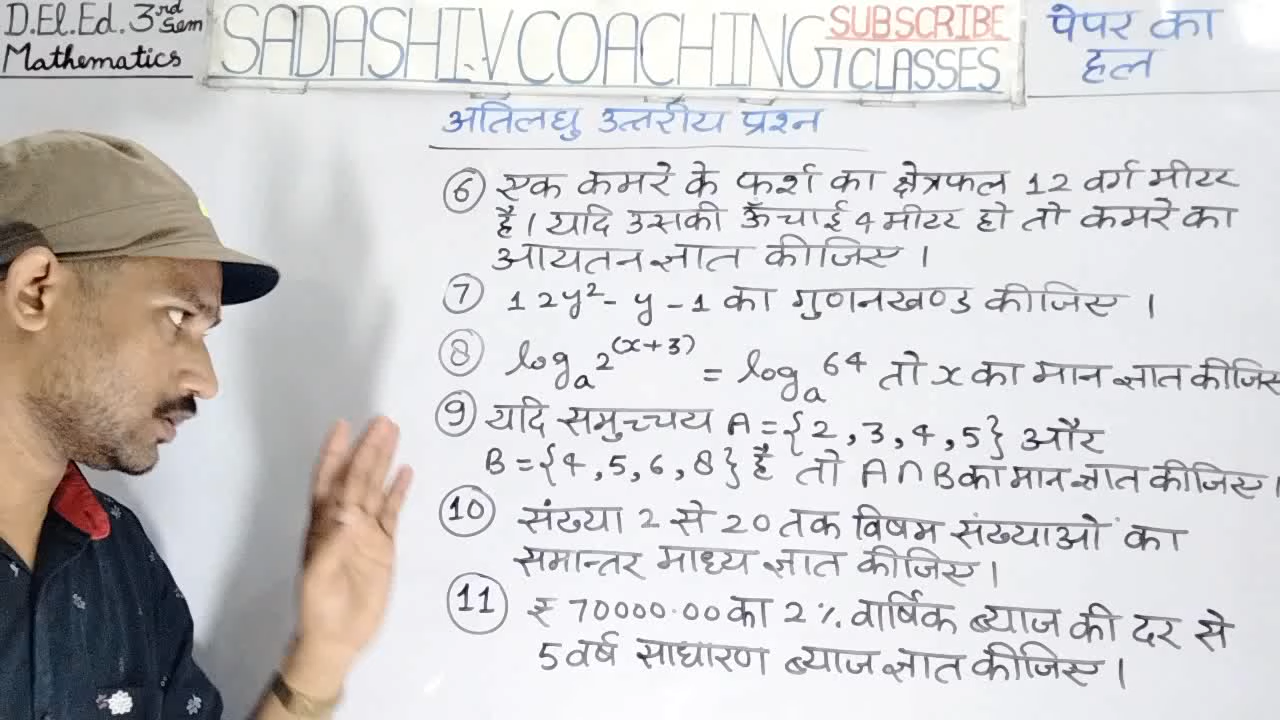 D.El.Ed. 3rd Sem
Mathematics
SADASHIV COACHING CLASSES
SUBSCRIBE
पेपर का
हल
अतिलघु उत्तरीय प्रश्न
6 एक कमरे के फर्श का क्षेत्रफल 12 वर्ग मीटर
है। यदि उसकी ऊँचाई 4 मीटर हो तो कमरे का
आयतन ज्ञात कीजिए।
7 12y² - y - 1 का गुणनखण्ड कीजिए।
8 logₐ2^(x+3) = logₐ64 तो x का मान ज्ञात कीजिए
9 यदि समुच्चय A = {2, 3, 4, 5} और
B = {4, 5, 6, 8} है तो A∩B का मान ज्ञात कीजिए।
10 संख्या 2 से 20 तक विषम संख्याओं का
समान्तर माध्य ज्ञात कीजिए।
11 ₹ 70000.00 का 2% वार्षिक ब्याज की दर से
5 वर्ष साधारण ब्याज ज्ञात कीजिए।